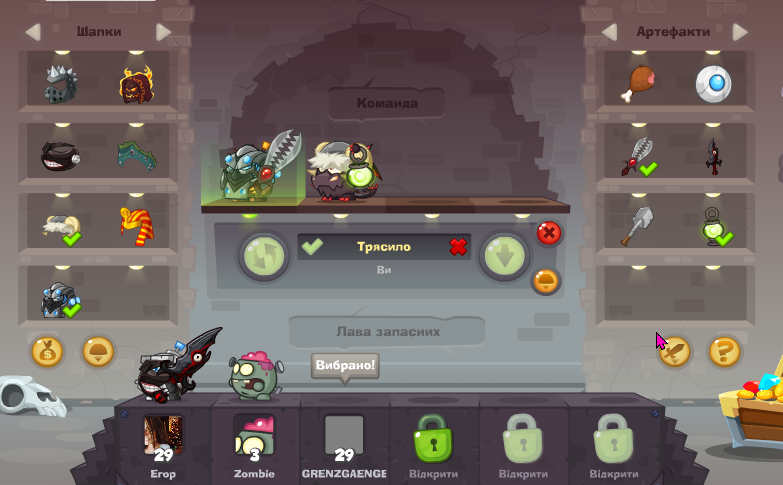 Шапки
Артефакти
Команда
Трясило
Ви
Лава запасних
Вибрано!
29
3
29
Егор
Zombie
GRENZGAENGE
Відкрити
Відкрити
Відкрити